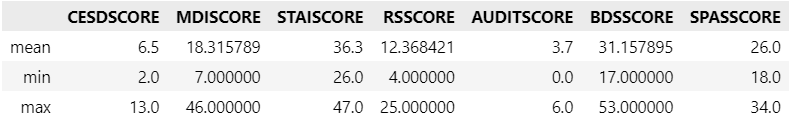 CESDSCORE MDISCORE STAISCORE RSSCORE AUDITSCORE BDSSCORE SPASSCORE
mean 6.5 18.315789 36.3 12.368421 3.7 31.157895 26.0
min 2.0 7.000000 26.0 4.000000 0.0 17.000000 18.0
max 13.0 46.000000 47.0 25.000000 6.0 53.000000 34.0